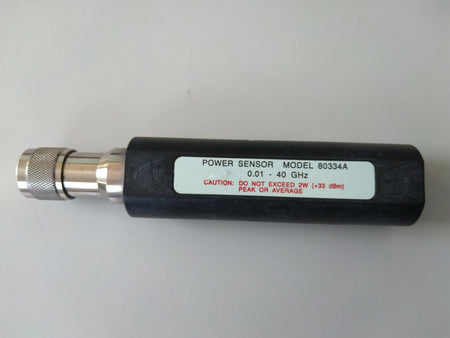 POWER SENSOR MODEL 80334A
0.01 - 40 GHz
CAUTION: DO NOT EXCEED 2W (+33 dBm)
PEAK OR AVERAGE